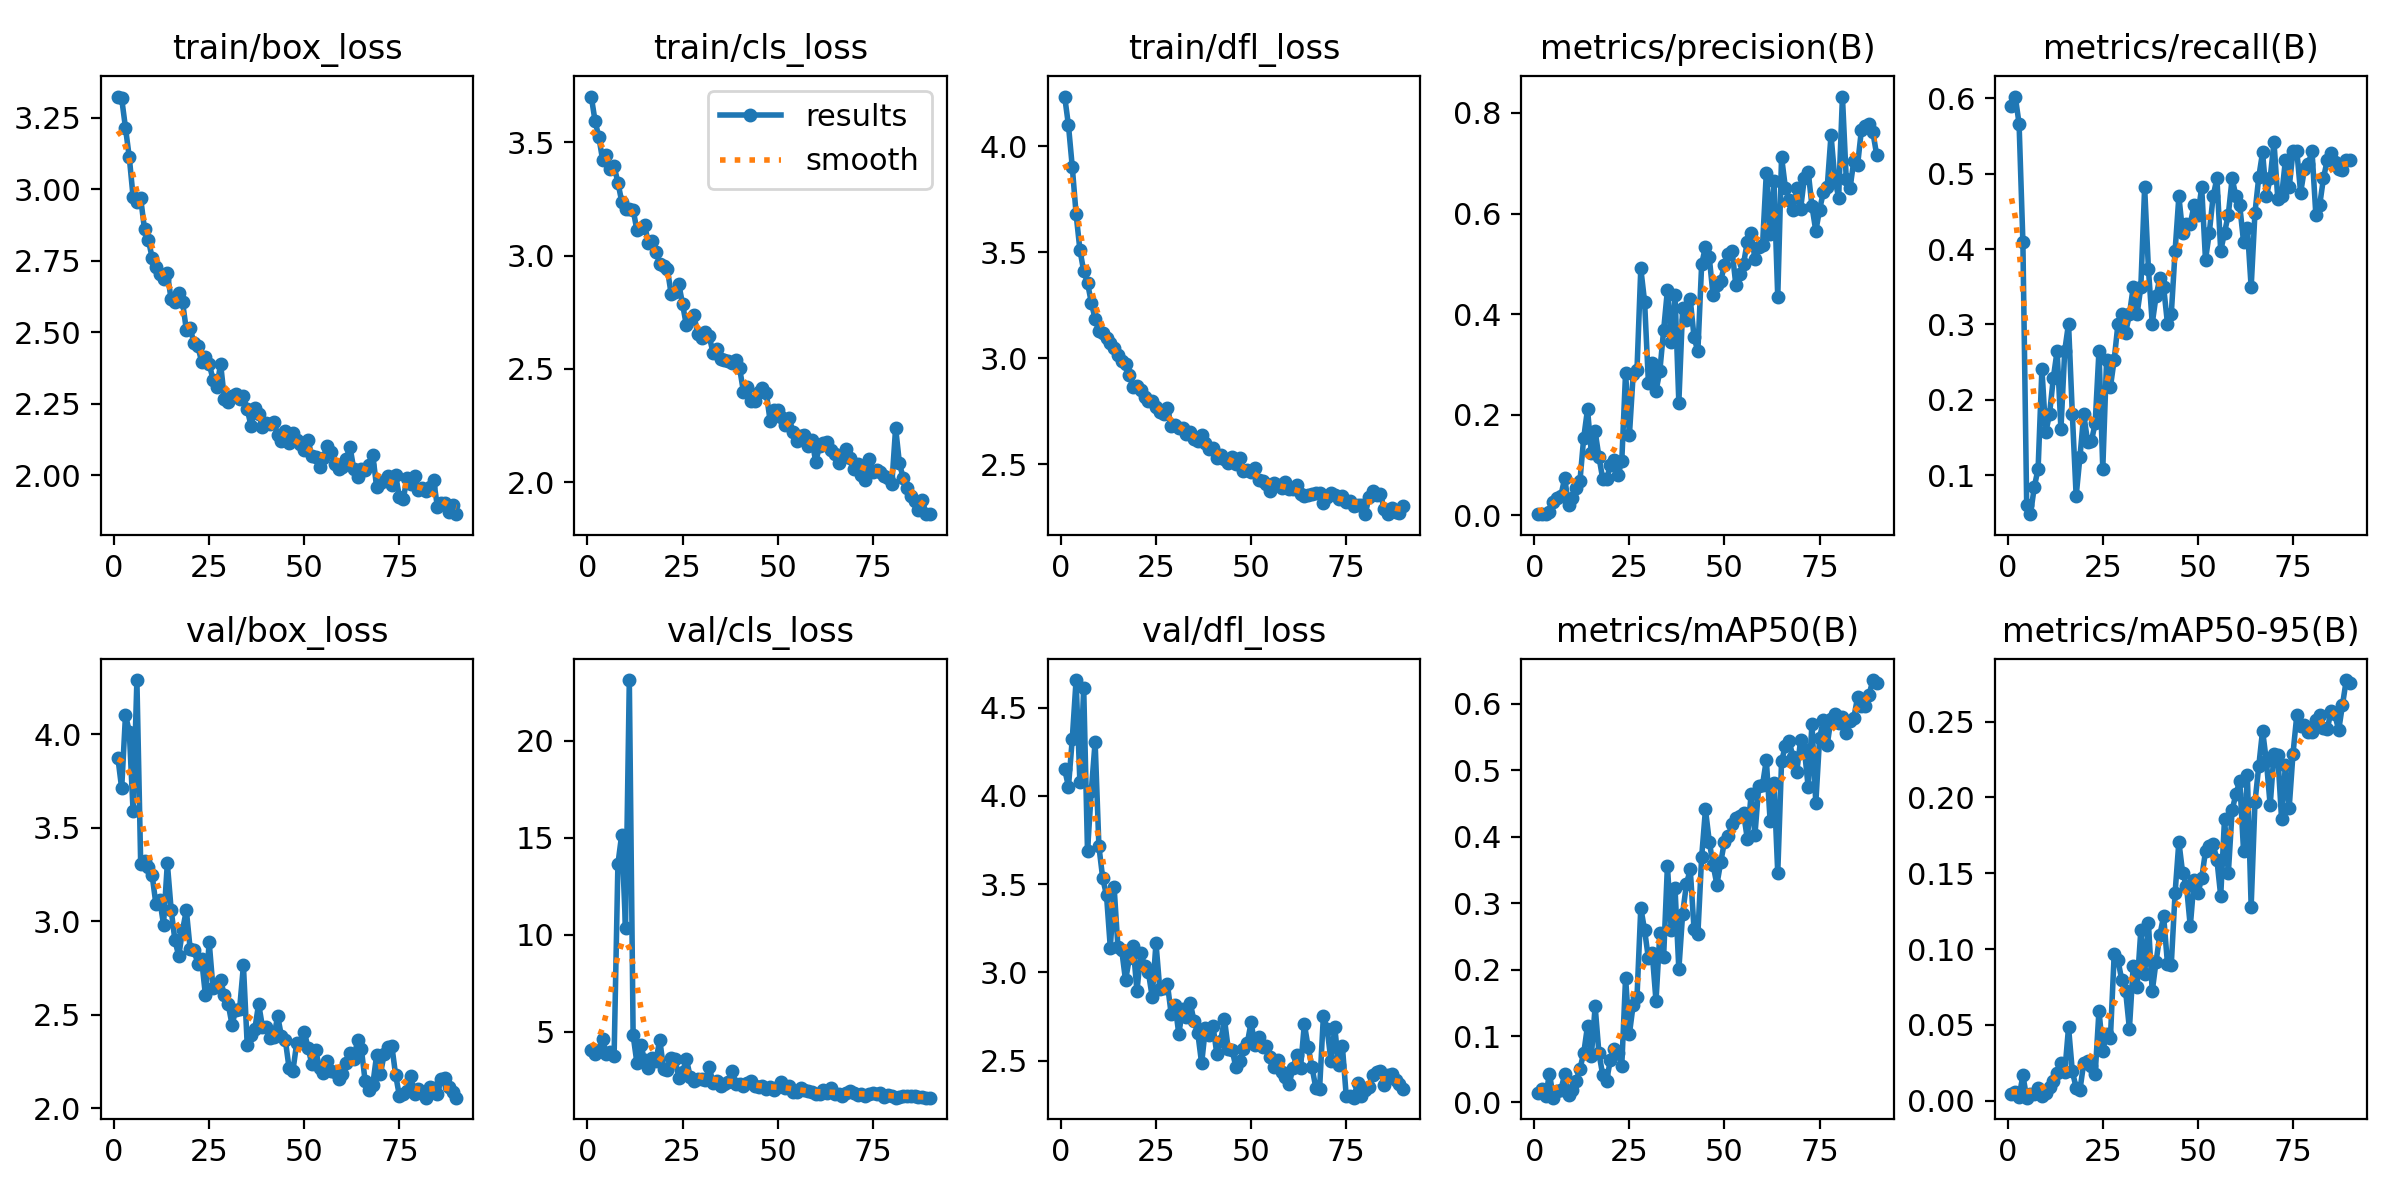 train/box_loss
3.25
3.00
2.75
2.50
2.25
2.00
0 25 50 75
train/cls_loss
results
smooth
3.5
3.0
2.5
2.0
0 25 50 75
train/dfl_loss
4.0
3.5
3.0
2.5
0 25 50 75
metrics/precision(B)
0.8
0.6
0.4
0.2
0.0
0 25 50 75
metrics/recall(B)
0.6
0.5
0.4
0.3
0.2
0.1
0 25 50 75
val/box_loss
4.0
3.5
3.0
2.5
2.0
0 25 50 75
val/cls_loss
20
15
10
5
0 25 50 75
val/dfl_loss
4.5
4.0
3.5
3.0
2.5
0 25 50 75
metrics/mAP50(B)
0.6
0.5
0.4
0.3
0.2
0.1
0.0
0 25 50 75
metrics/mAP50-95(B)
0.25
0.20
0.15
0.10
0.05
0.00
0 25 50 75